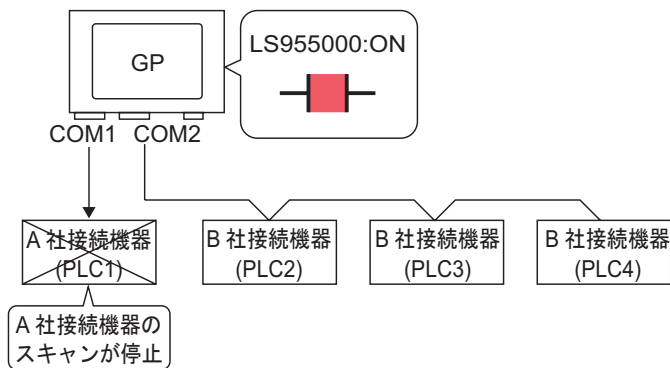 GP
LS955000:ON
COM1 COM2
A 社接続機器
(PLC1)
B 社接続機器
(PLC2)
B 社接続機器
(PLC3)
B 社接続機器
(PLC4)
A 社接続機器の
スキャンが停止